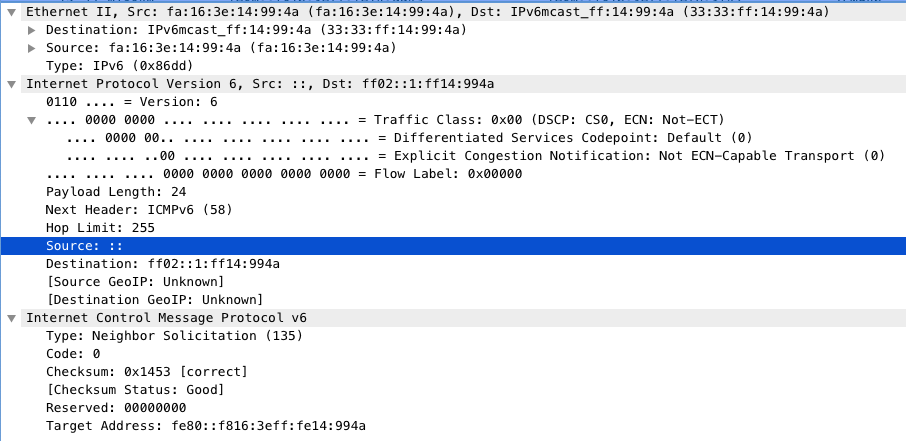 Ethernet II, Src: fa:16:3e:14:99:4a (fa:16:3e:14:99:4a), Dst: IPv6mcast_ff:14:99:4a (33:33:ff:14:99:4a)
Destination: IPv6mcast_ff:14:99:4a (33:33:ff:14:99:4a)
Source: fa:16:3e:14:99:4a (fa:16:3e:14:99:4a)
Type: IPv6 (0x86dd)
Internet Protocol Version 6, Src: ::, Dst: ff02::1:ff14:994a
0110 .... = Version: 6
.... 0000 0000 .... .... .... .... .... = Traffic Class: 0x00 (DSCP: CS0, ECN: Not-ECT)
.... 0000 00.. .... .... .... .... .... = Differentiated Services Codepoint: Default (0)
.... .... ..00 .... .... .... .... .... = Explicit Congestion Notification: Not ECN-Capable Transport (0)
.... .... .... 0000 0000 0000 0000 0000 = Flow Label: 0x00000
Payload Length: 24
Next Header: ICMPv6 (58)
Hop Limit: 255
Source: ::
Destination: ff02::1:ff14:994a
[Source GeoIP: Unknown]
[Destination GeoIP: Unknown]
Internet Control Message Protocol v6
Type: Neighbor Solicitation (135)
Code: 0
Checksum: 0x1453 [correct]
[Checksum Status: Good]
Reserved: 00000000
Target Address: fe80::f816:3eff:fe14:994a